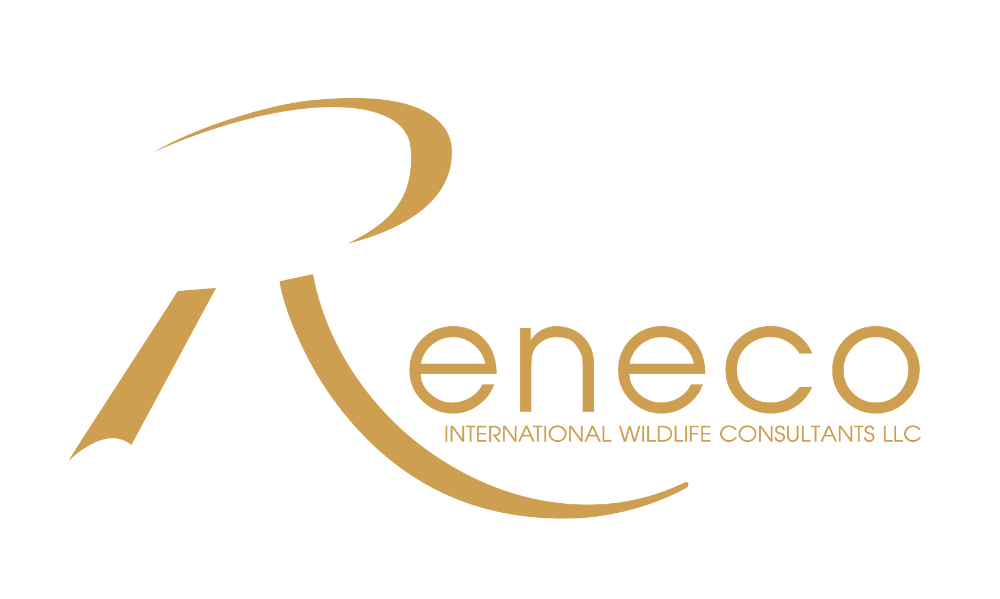 Reneco
INTERNATIONAL WILDLIFE CONSULTANTS LLC